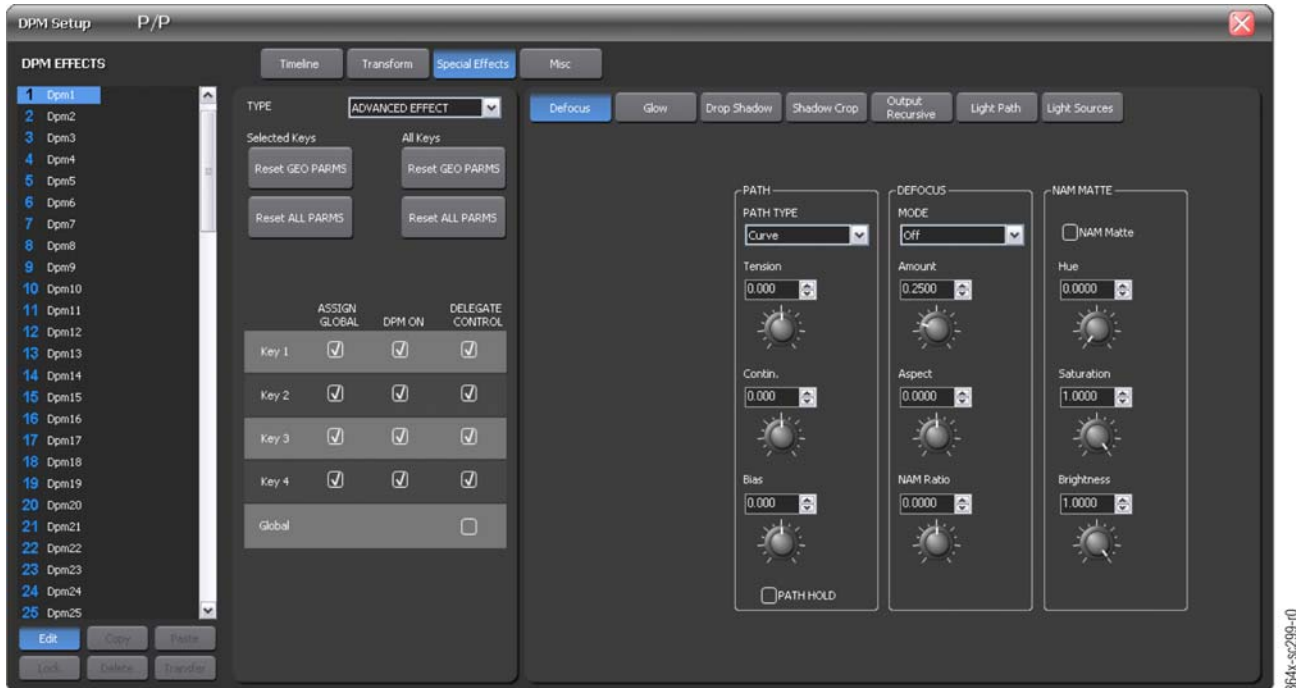 DPM Setup P/P
DPM EFFECTS
Timeline Transform Special Effects Misc
1 Dpm1
2 Dpm2
3 Dpm3
4 Dpm4
5 Dpm5
6 Dpm6
7 Dpm7
8 Dpm8
9 Dpm9
10 Dpm10
11 Dpm11
12 Dpm12
13 Dpm13
14 Dpm14
15 Dpm15
16 Dpm16
17 Dpm17
18 Dpm18
19 Dpm19
20 Dpm20
21 Dpm21
22 Dpm22
23 Dpm23
24 Dpm24
25 Dpm25
Edit Copy Paste
Lock Delete Transfer
TYPE ADVANCED EFFECT
Selected Keys All Keys
Reset GEO PARMS Reset GEO PARMS
Reset ALL PARMS Reset ALL PARMS
ASSIGN GLOBAL DPM ON DELEGATE CONTROL
Key 1
Key 2
Key 3
Key 4
Global
Defocus Glow Drop Shadow Shadow Crop Output Recursive Light Path Light Sources
PATH
PATH TYPE
Curve
Tension
0.000
Contin.
0.000
Bias
0.000
PATH HOLD
DEFOCUS
MODE
Off
Amount
0.2500
Aspect
0.0000
NAM Ratio
0.0000
NAM MATTE
NAM Matte
Hue
0.0000
Saturation
1.0000
Brightness
1.0000